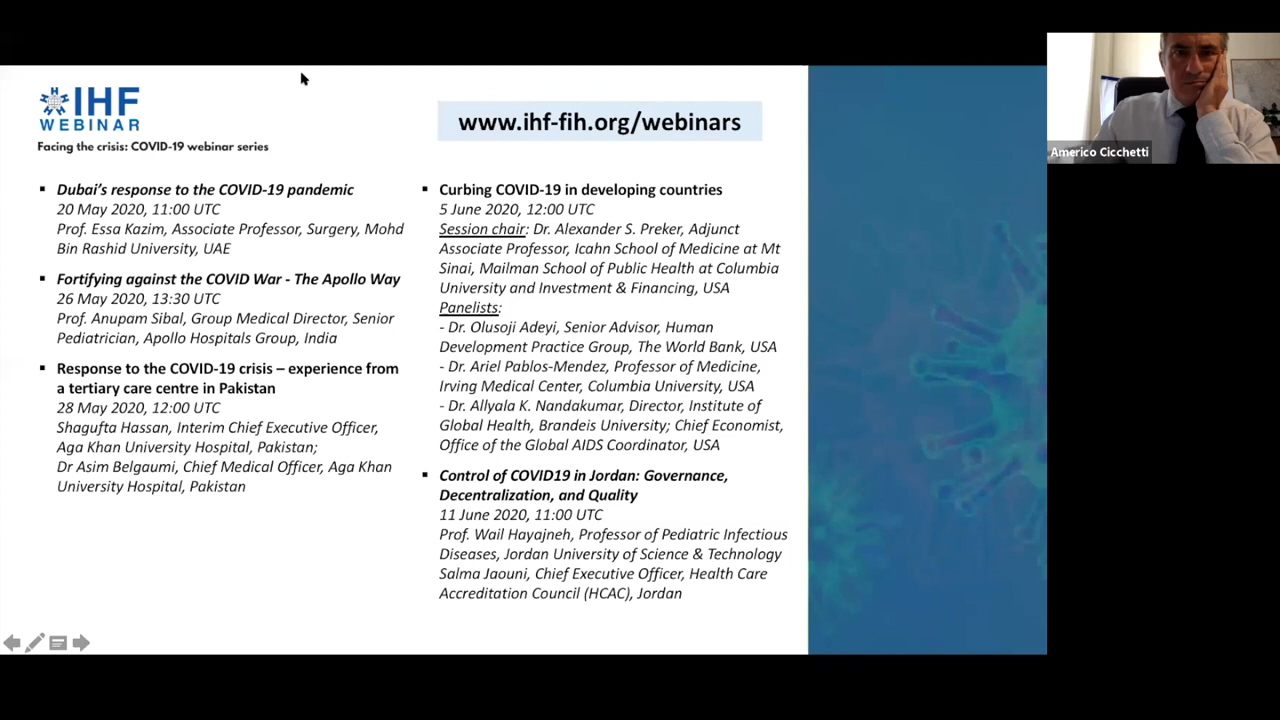 IHF
WEBINAR
Facing the crisis: COVID-19 webinar series
www.ihf-fih.org/webinars
▪ Dubai's response to the COVID-19 pandemic
20 May 2020, 11:00 UTC
Prof. Essa Kazim, Associate Professor, Surgery, Mohd
Bin Rashid University, UAE
▪ Fortifying against the COVID War - The Apollo Way
26 May 2020, 13:30 UTC
Prof. Anupam Sibal, Group Medical Director, Senior
Pediatrician, Apollo Hospitals Group, India
▪ Response to the COVID-19 crisis – experience from
a tertiary care centre in Pakistan
28 May 2020, 12:00 UTC
Shagufta Hassan, Interim Chief Executive Officer,
Aga Khan University Hospital, Pakistan;
Dr Asim Belgaumi, Chief Medical Officer, Aga Khan
University Hospital, Pakistan
▪ Curbing COVID-19 in developing countries
5 June 2020, 12:00 UTC
Session chair: Dr. Alexander S. Preker, Adjunct
Associate Professor, Icahn School of Medicine at Mt
Sinai, Mailman School of Public Health at Columbia
University and Investment & Financing, USA
Panelists:
- Dr. Olusoji Adeyi, Senior Advisor, Human
Development Practice Group, The World Bank, USA
- Dr. Ariel Pablos-Mendez, Professor of Medicine,
Irving Medical Center, Columbia University, USA
- Dr. Allyala K. Nandakumar, Director, Institute of
Global Health, Brandeis University; Chief Economist,
Office of the Global AIDS Coordinator, USA
▪ Control of COVID19 in Jordan: Governance,
Decentralization, and Quality
11 June 2020, 11:00 UTC
Prof. Wail Hayajneh, Professor of Pediatric Infectious
Diseases, Jordan University of Science & Technology
Salma Jaouni, Chief Executive Officer, Health Care
Accreditation Council (HCAC), Jordan
Americo Cicchetti